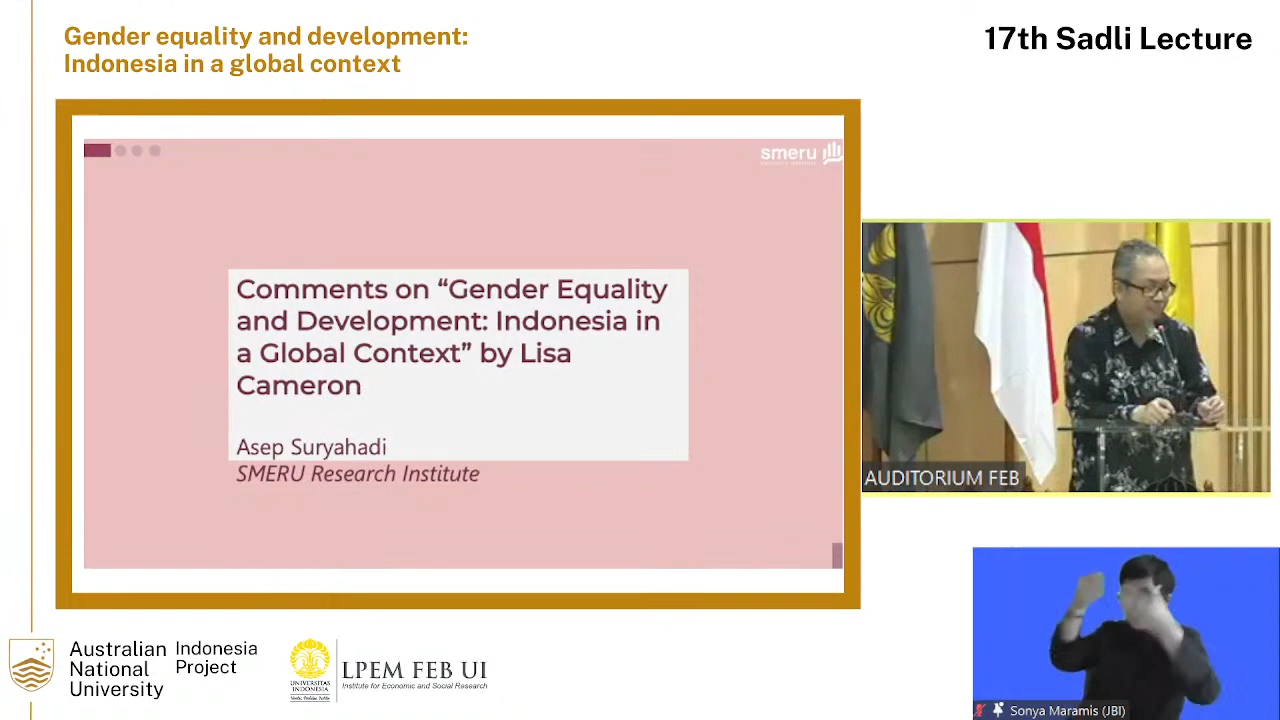 Gender equality and development:
Indonesia in a global context
17th Sadli Lecture
smeru
Comments on “Gender Equality
and Development: Indonesia in
a Global Context” by Lisa
Cameron
Asep Suryahadi
SMERU Research Institute
AUDITORIUM FEB
Australian
National
University
Indonesia
Project
UNIVERSITAS
INDONESIA
LPEM FEB UI
Institute for Economic and Social Research
Sonya Maramis (JBI)